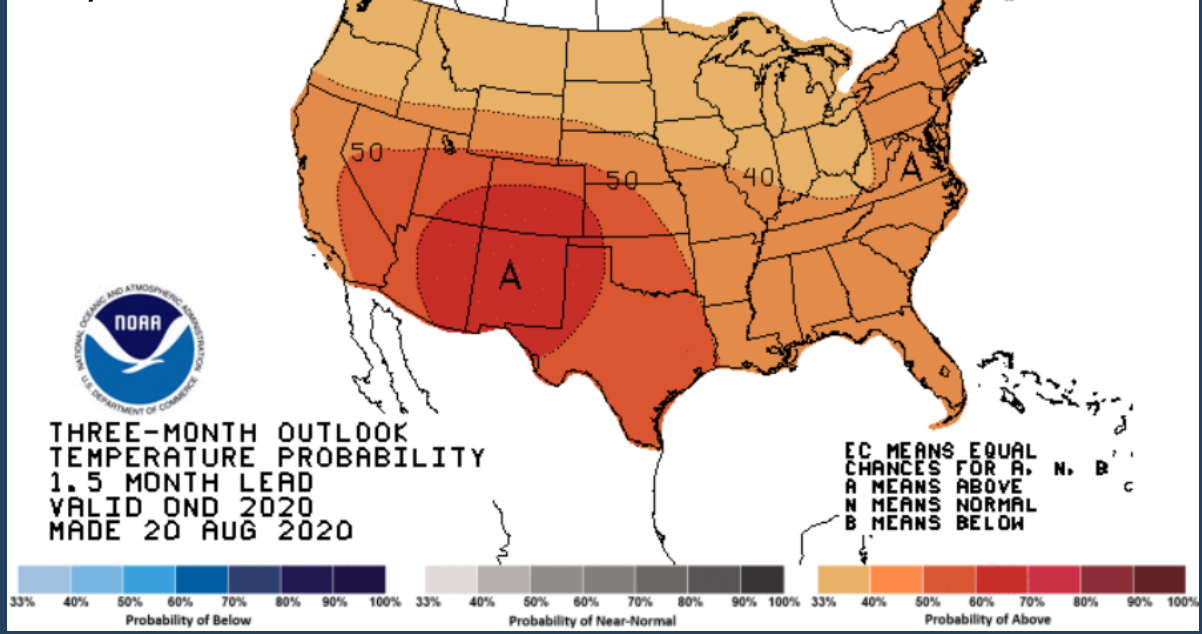 50
50
40
A
A
NATIONAL OCEANIC AND ATMOSPHERIC ADMINISTRATION
NOAA
U.S. DEPARTMENT OF COMMERCE
THREE-MONTH OUTLOOK
TEMPERATURE PROBABILITY
1.5 MONTH LEAD
VALID OND 2020
MADE 20 AUG 2020
EC MEANS EQUAL
CHANCES FOR A, N, B
A MEANS ABOVE
N MEANS NORMAL
B MEANS BELOW
33% 40% 50% 60% 70% 80% 90% 100%
Probability of Below
33% 40% 50% 60% 70% 80% 90% 100%
Probability of Near-Normal
33% 40% 50% 60% 70% 80% 90% 100%
Probability of Above